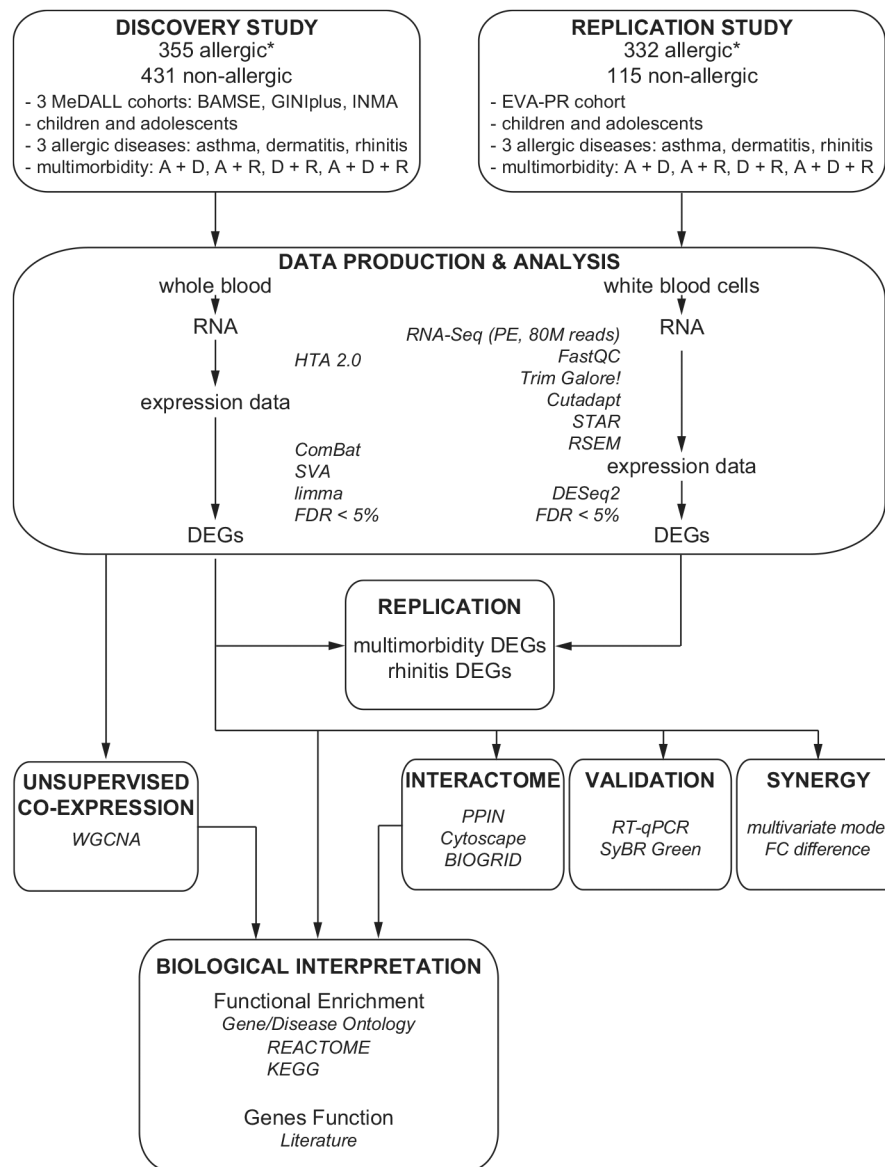 DISCOVERY STUDY
355 allergic*
431 non-allergic
- 3 MeDALL cohorts: BAMSE, GINIplus, INMA
- children and adolescents
- 3 allergic diseases: asthma, dermatitis, rhinitis
- multimorbidity: A + D, A + R, D + R, A + D + R
REPLICATION STUDY
332 allergic*
115 non-allergic
- EVA-PR cohort
- children and adolescents
- 3 allergic diseases: asthma, dermatitis, rhinitis
- multimorbidity: A + D, A + R, D + R, A + D + R
DATA PRODUCTION & ANALYSIS
whole blood
RNA
HTA 2.0
expression data
ComBat
SVA
limma
FDR < 5%
DEGs
white blood cells
RNA
RNA-Seq (PE, 80M reads)
FastQC
Trim Galore!
Cutadapt
STAR
RSEM
expression data
DESeq2
FDR < 5%
DEGs
REPLICATION
multimorbidity DEGs
rhinitis DEGs
UNSUPERVISED
CO-EXPRESSION
WGCNA
INTERACTOME
PPIN
Cytoscape
BIOGRID
VALIDATION
RT-qPCR
SyBR Green
SYNERGY
multivariate mode
FC difference
BIOLOGICAL INTERPRETATION
Functional Enrichment
Gene/Disease Ontology
REACTOME
KEGG
Genes Function
Literature